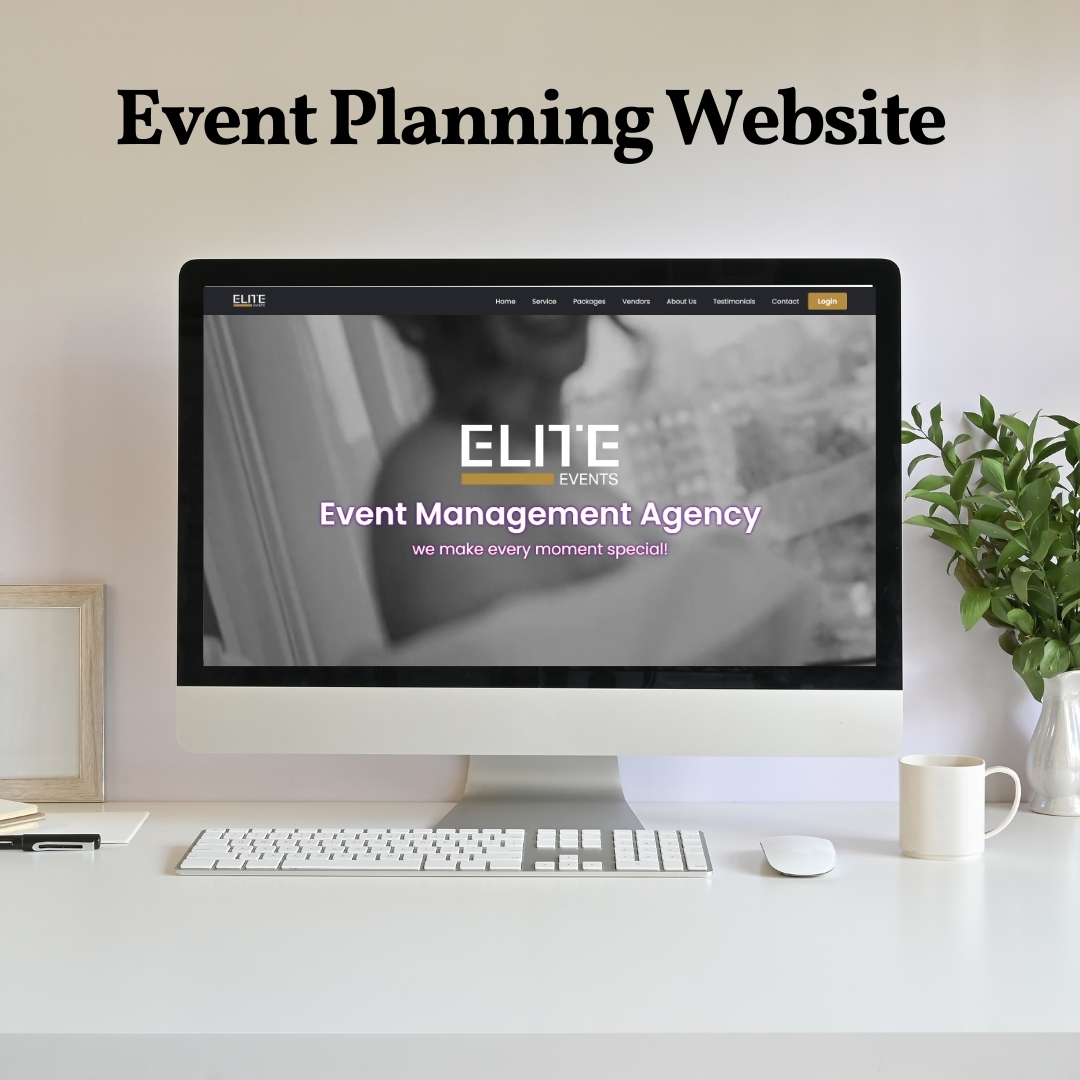 Event Planning Website
ELITE
EVENTS
Home Service Packages Vendors About Us Testimonials Contact Login
ELITE
EVENTS
Event Management Agency
we make every moment special!